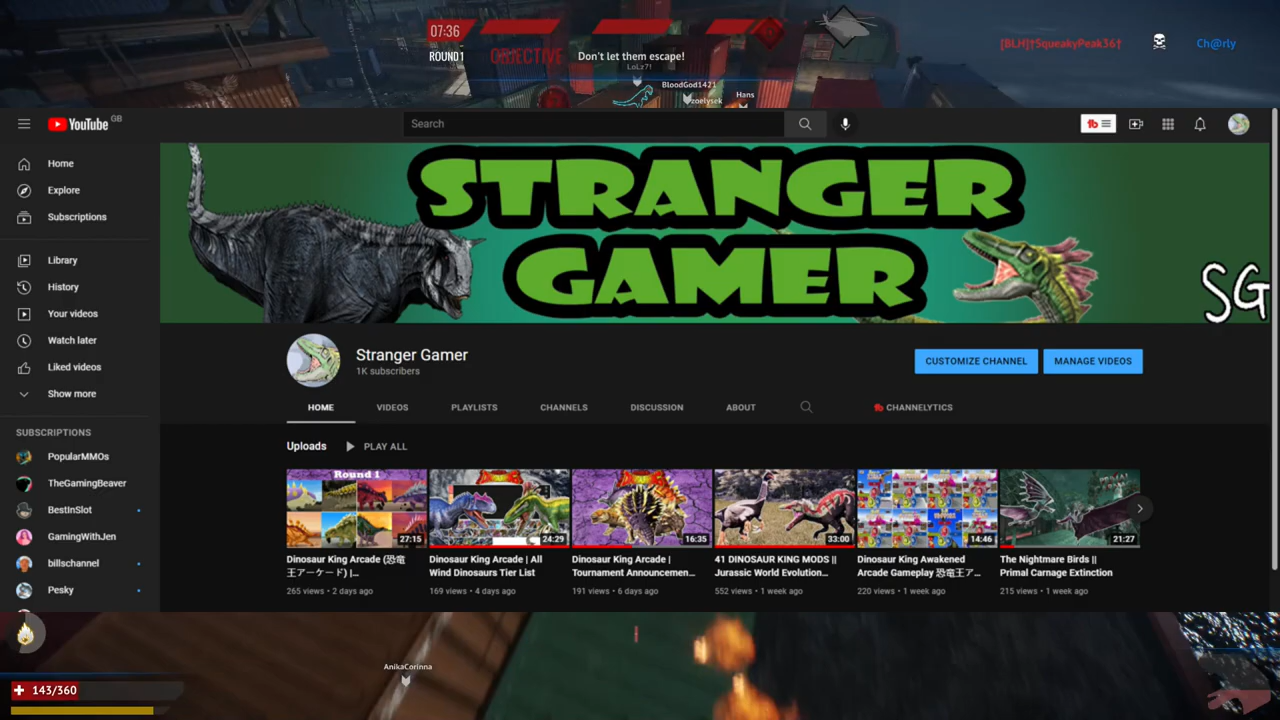 07:36
ROUND 1
OBJECTIVE
Don't let them escape!
LoLz7!
BloodGod1421
zoelysek
Hans
[BLH]†SqueakyPeak36†
Ch@rly
YouTube GB
Search
Home
Explore
Subscriptions
Library
History
Your videos
Watch later
Liked videos
Show more
SUBSCRIPTIONS
PopularMMOs
TheGamingBeaver
BestInSlot
GamingWithJen
billschannel
Pesky
STRANGER
GAMER
SG
Stranger Gamer
1K subscribers
CUSTOMIZE CHANNEL
MANAGE VIDEOS
HOME
VIDEOS
PLAYLISTS
CHANNELS
DISCUSSION
ABOUT
CHANNELYTICS
Uploads
PLAY ALL
Round 1
27:15
24:29
16:35
33:00
14:46
21:27
Dinosaur King Arcade (恐竜
王アーケード) |...
265 views • 2 days ago
Dinosaur King Arcade | All
Wind Dinosaurs Tier List
169 views • 4 days ago
Dinosaur King Arcade |
Tournament Announcemen...
191 views • 6 days ago
41 DINOSAUR KING MODS ||
Jurassic World Evolution...
552 views • 1 week ago
Dinosaur King Awakened
Arcade Gameplay 恐竜王ア...
220 views • 1 week ago
The Nightmare Birds ||
Primal Carnage Extinction
215 views • 1 week ago
AnikaCorinna
143/360